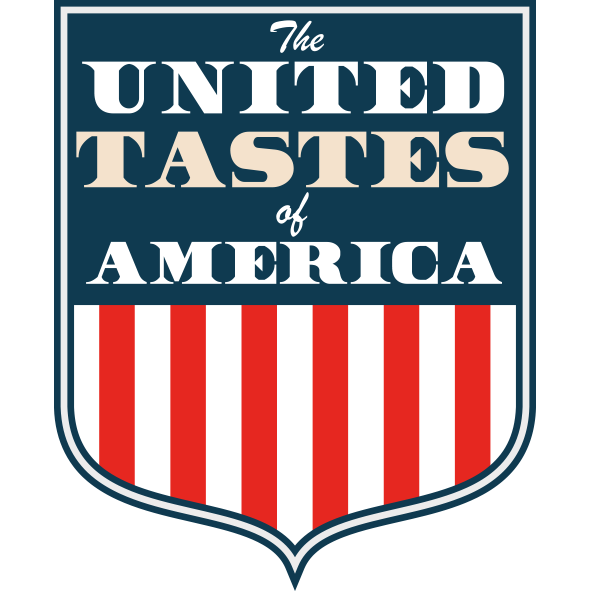 The
UNITED
TASTES
of
AMERICA